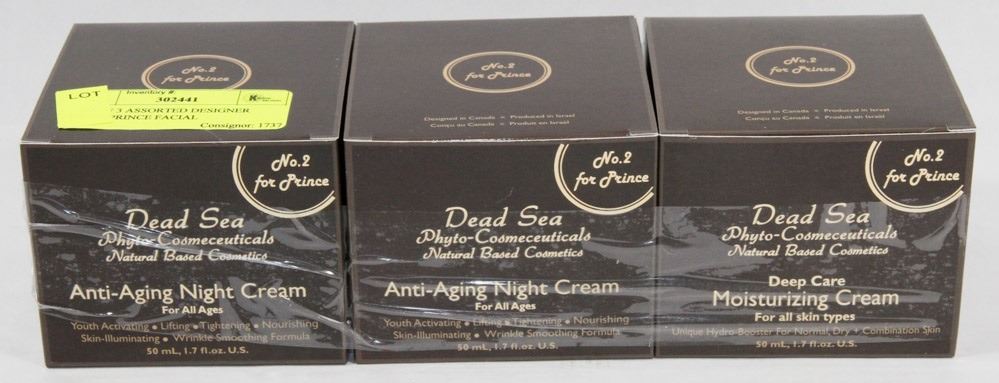 LOT
Inventory #
302441
3 ASSORTED DESIGNER
PRINCE FACIAL
Consignor: 1737
No.2
for Prince
No.2
for Prince
Dead Sea
Phyto-Cosmeceuticals
Natural Based Cosmetics
Anti-Aging Night Cream
For All Ages
Youth Activating • Lifting • Tightening • Nourishing
Skin-Illuminating • Wrinkle Smoothing Formula
50 mL, 1.7 fl.oz. U.S.
No.2
for Prince
Designed in Canada • Produced in Israel
Conçu au Canada • Produit en Israël
No.2
for Prince
Dead Sea
Phyto-Cosmeceuticals
Natural Based Cosmetics
Anti-Aging Night Cream
For All Ages
Youth Activating • Lifting • Tightening • Nourishing
Skin-Illuminating • Wrinkle Smoothing Formula
50 mL, 1.7 fl.oz. U.S.
No.2
for Prince
Designed in Canada • Produced in Israel
Conçu au Canada • Produit en Israël
No.2
for Prince
Dead Sea
Phyto-Cosmeceuticals
Natural Based Cosmetics
Deep Care
Moisturizing Cream
For all skin types
Unique Hydro-Booster For Normal, Dry + Combination Skin
50 mL, 1.7 fl.oz. U.S.